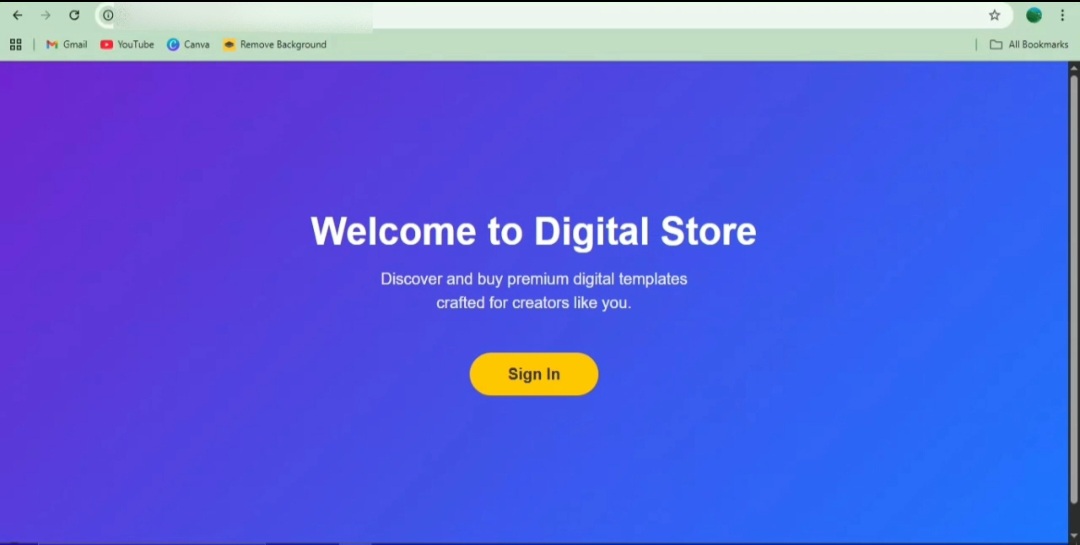 Gmail YouTube Canva Remove Background All Bookmarks
Welcome to Digital Store
Discover and buy premium digital templates
crafted for creators like you.
Sign In